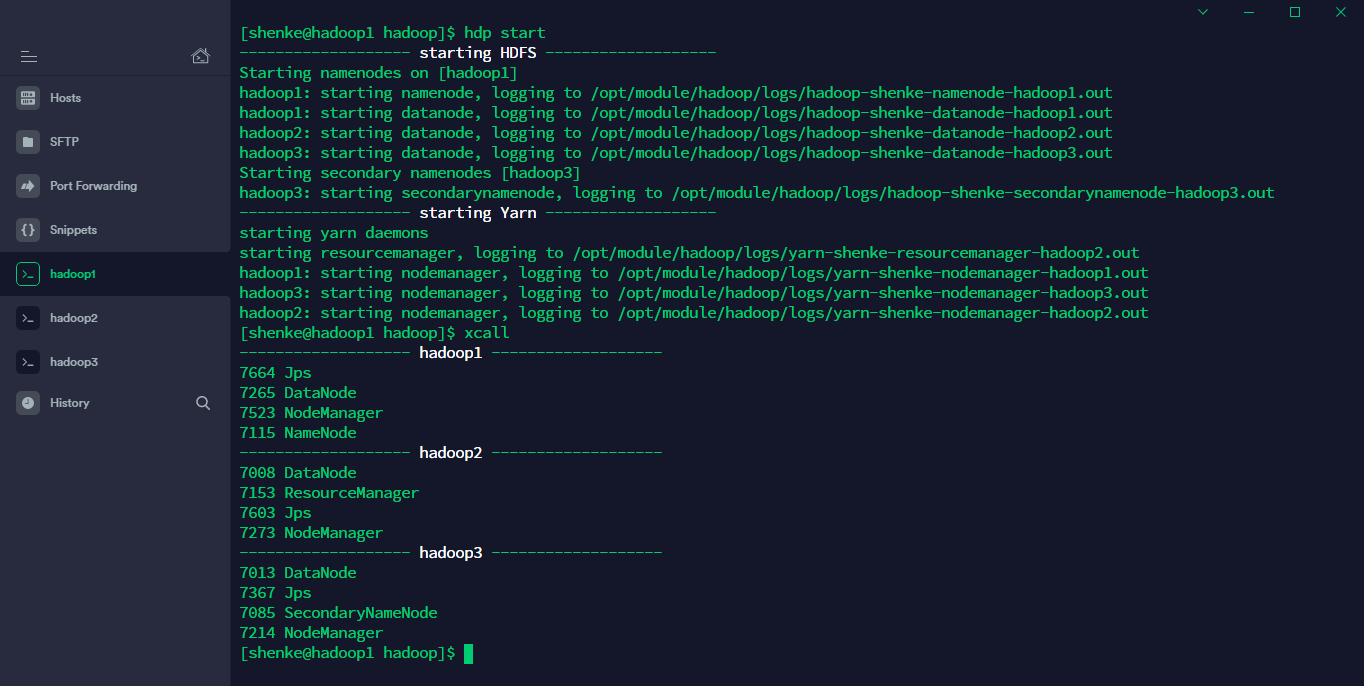 Hosts
SFTP
Port Forwarding
Snippets
hadoop1
hadoop2
hadoop3
History
[shenke@hadoop1 hadoop]$ hdp start
------------------- starting HDFS -------------------
Starting namenodes on [hadoop1]
hadoop1: starting namenode, logging to /opt/module/hadoop/logs/hadoop-shenke-namenode-hadoop1.out
hadoop1: starting datanode, logging to /opt/module/hadoop/logs/hadoop-shenke-datanode-hadoop1.out
hadoop2: starting datanode, logging to /opt/module/hadoop/logs/hadoop-shenke-datanode-hadoop2.out
hadoop3: starting datanode, logging to /opt/module/hadoop/logs/hadoop-shenke-datanode-hadoop3.out
Starting secondary namenodes [hadoop3]
hadoop3: starting secondarynamenode, logging to /opt/module/hadoop/logs/hadoop-shenke-secondarynamenode-hadoop3.out
------------------- starting Yarn -------------------
starting yarn daemons
starting resourcemanager, logging to /opt/module/hadoop/logs/yarn-shenke-resourcemanager-hadoop2.out
hadoop1: starting nodemanager, logging to /opt/module/hadoop/logs/yarn-shenke-nodemanager-hadoop1.out
hadoop3: starting nodemanager, logging to /opt/module/hadoop/logs/yarn-shenke-nodemanager-hadoop3.out
hadoop2: starting nodemanager, logging to /opt/module/hadoop/logs/yarn-shenke-nodemanager-hadoop2.out
[shenke@hadoop1 hadoop]$ xcall
------------------- hadoop1 -------------------
7664 Jps
7265 DataNode
7523 NodeManager
7115 NameNode
------------------- hadoop2 -------------------
7008 DataNode
7153 ResourceManager
7603 Jps
7273 NodeManager
------------------- hadoop3 -------------------
7013 DataNode
7367 Jps
7085 SecondaryNameNode
7214 NodeManager
[shenke@hadoop1 hadoop]$